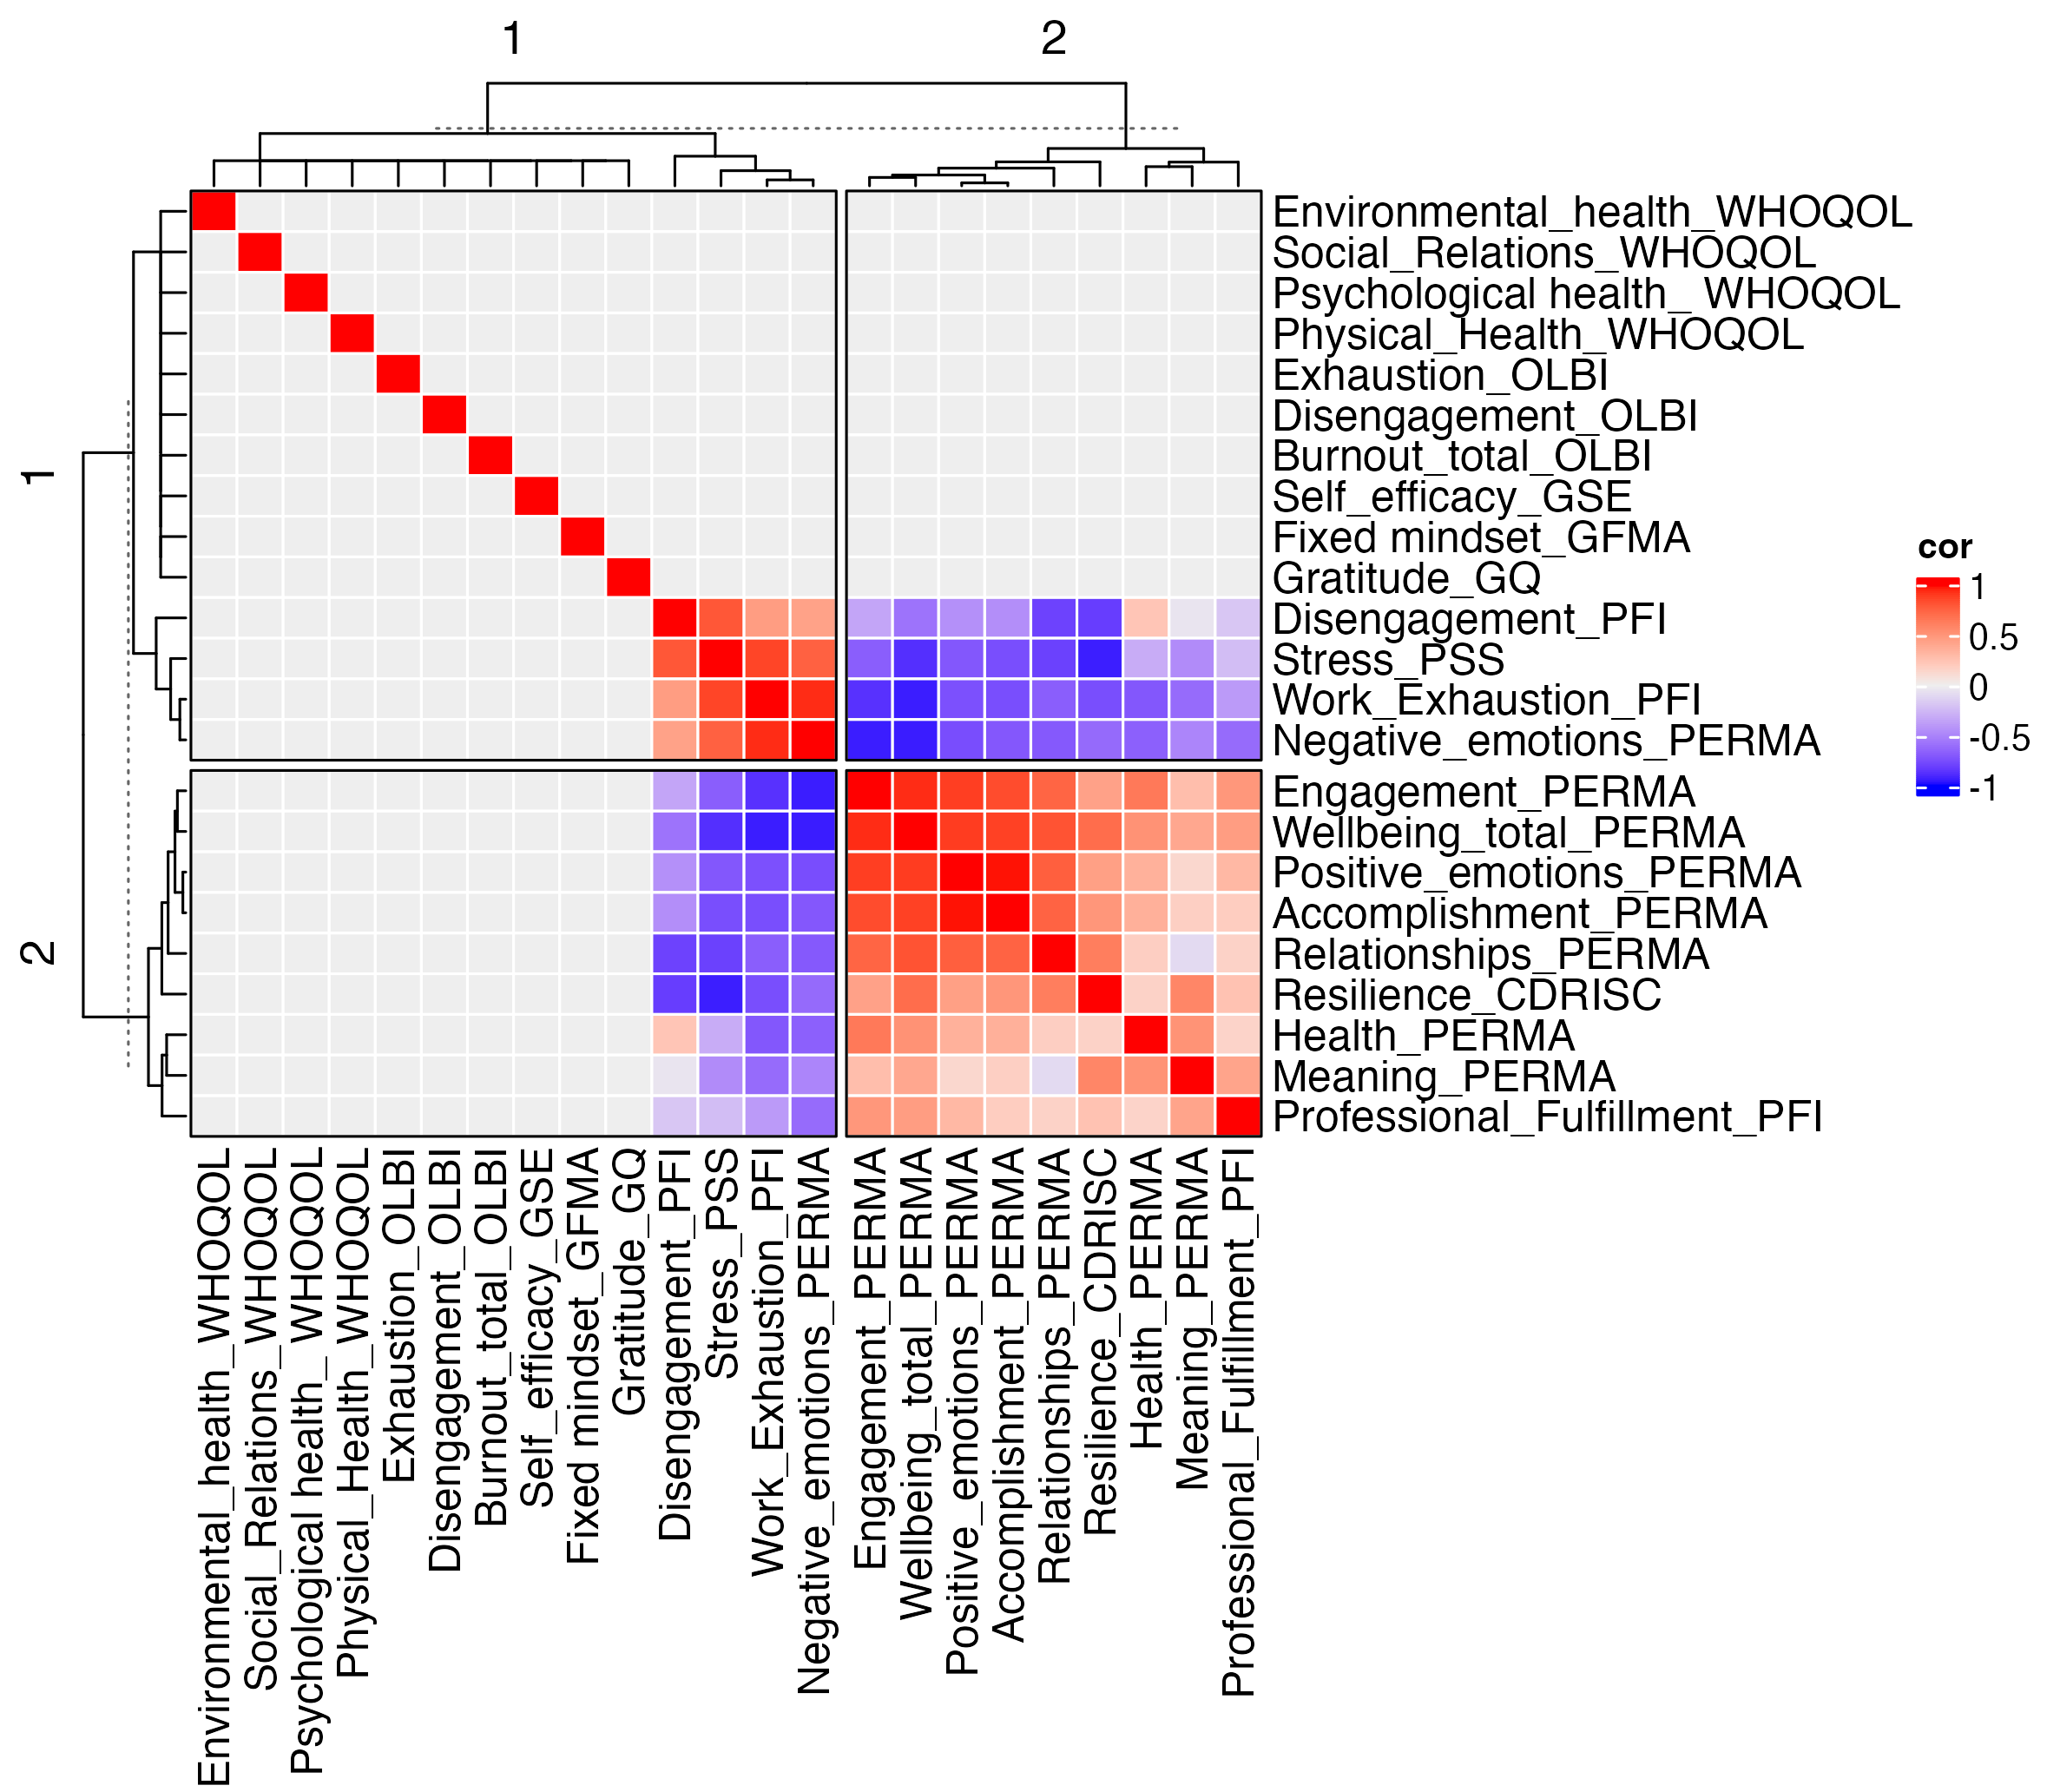 1
2
1
2
Environmental_health_WHOQOL
Social_Relations_WHOQOL
Psychological health_ WHOQOL
Physical_Health_WHOQOL
Exhaustion_OLBI
Disengagement_OLBI
Burnout_total_OLBI
Self_efficacy_GSE
Fixed mindset_GFMA
Gratitude_GQ
Disengagement_PFI
Stress_PSS
Work_Exhaustion_PFI
Negative_emotions_PERMA
Engagement_PERMA
Wellbeing_total_PERMA
Positive_emotions_PERMA
Accomplishment_PERMA
Relationships_PERMA
Resilience_CDRISC
Health_PERMA
Meaning_PERMA
Professional_Fulfillment_PFI
cor
1
0.5
0
-0.5
-1
Environmental_health_WHOQOL
Social_Relations_WHOQOL
Psychological health_ WHOQOL
Physical_Health_WHOQOL
Exhaustion_OLBI
Disengagement_OLBI
Burnout_total_OLBI
Self_efficacy_GSE
Fixed mindset_GFMA
Gratitude_GQ
Disengagement_PFI
Stress_PSS
Work_Exhaustion_PFI
Negative_emotions_PERMA
Engagement_PERMA
Wellbeing_total_PERMA
Positive_emotions_PERMA
Accomplishment_PERMA
Relationships_PERMA
Resilience_CDRISC
Health_PERMA
Meaning_PERMA
Professional_Fulfillment_PFI